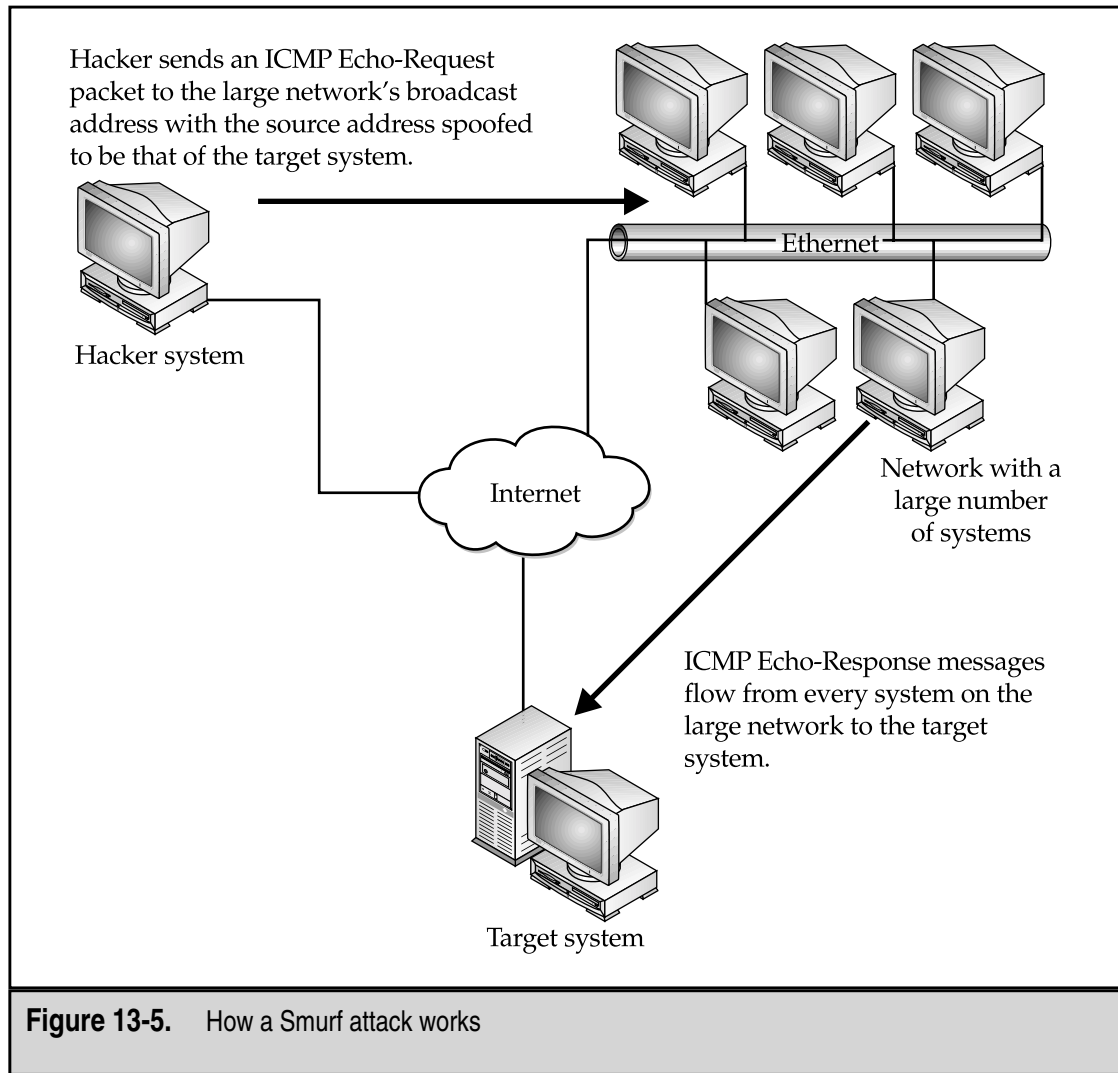 Hacker sends an ICMP Echo-Request
packet to the large network's broadcast
address with the source address spoofed
to be that of the target system.
Ethernet
Hacker system
Network with a
large number
of systems
Internet
ICMP Echo-Response messages
flow from every system on the
large network to the target
system.
Target system
Figure 13-5. How a Smurf attack works